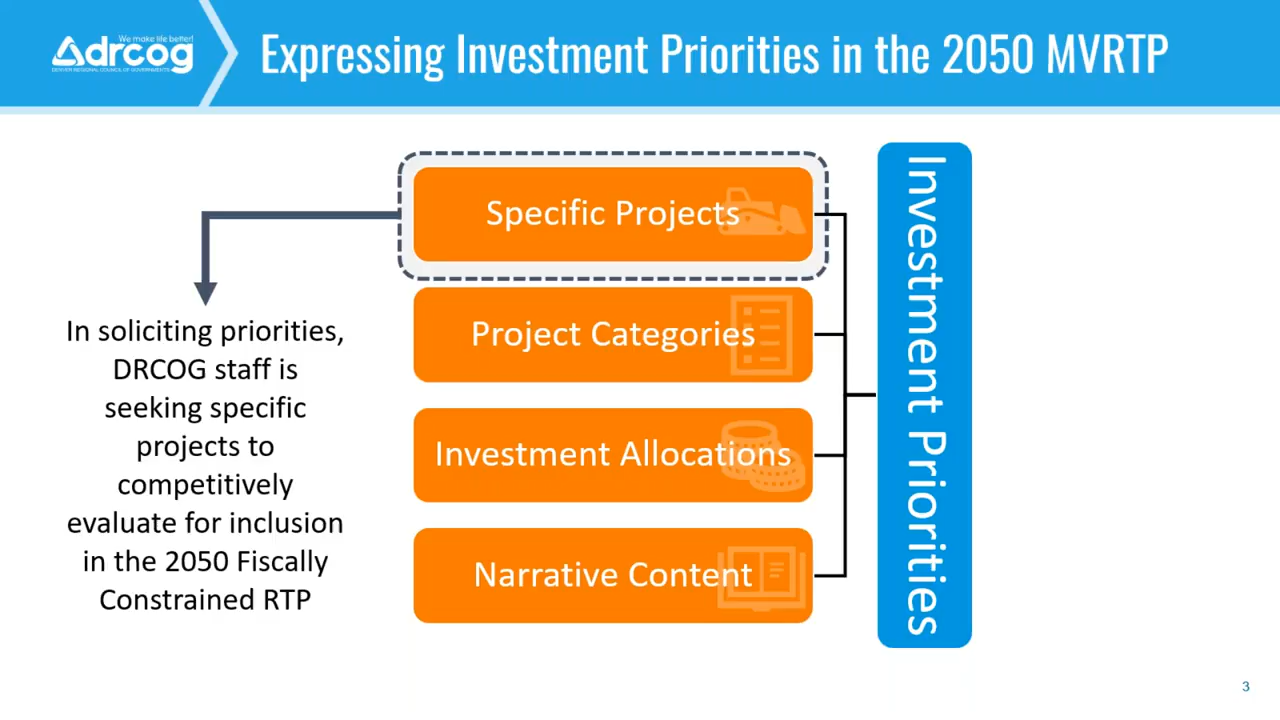 We make life better!
drcog
DENVER REGIONAL COUNCIL OF GOVERNMENTS
Expressing Investment Priorities in the 2050 MVRTP
Specific Projects
Project Categories
Investment Allocations
Narrative Content
Investment Priorities
In soliciting priorities,
DRCOG staff is
seeking specific
projects to
competitively
evaluate for inclusion
in the 2050 Fiscally
Constrained RTP
3